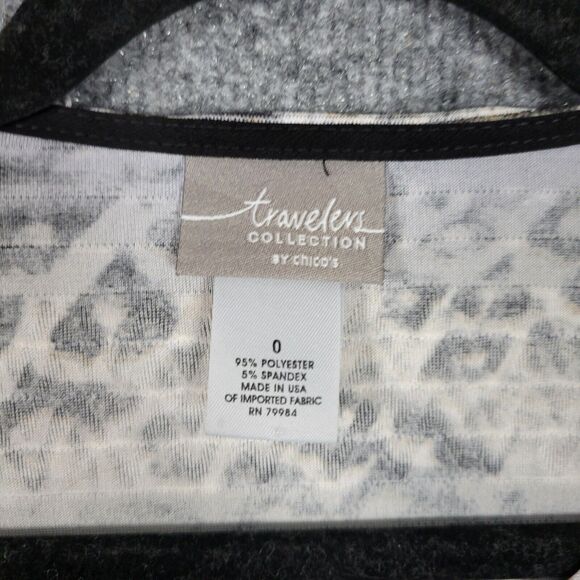 travelers
COLLECTION
BY chico's
0
95% POLYESTER
5% SPANDEX
MADE IN USA
OF IMPORTED FABRIC
RN 79984